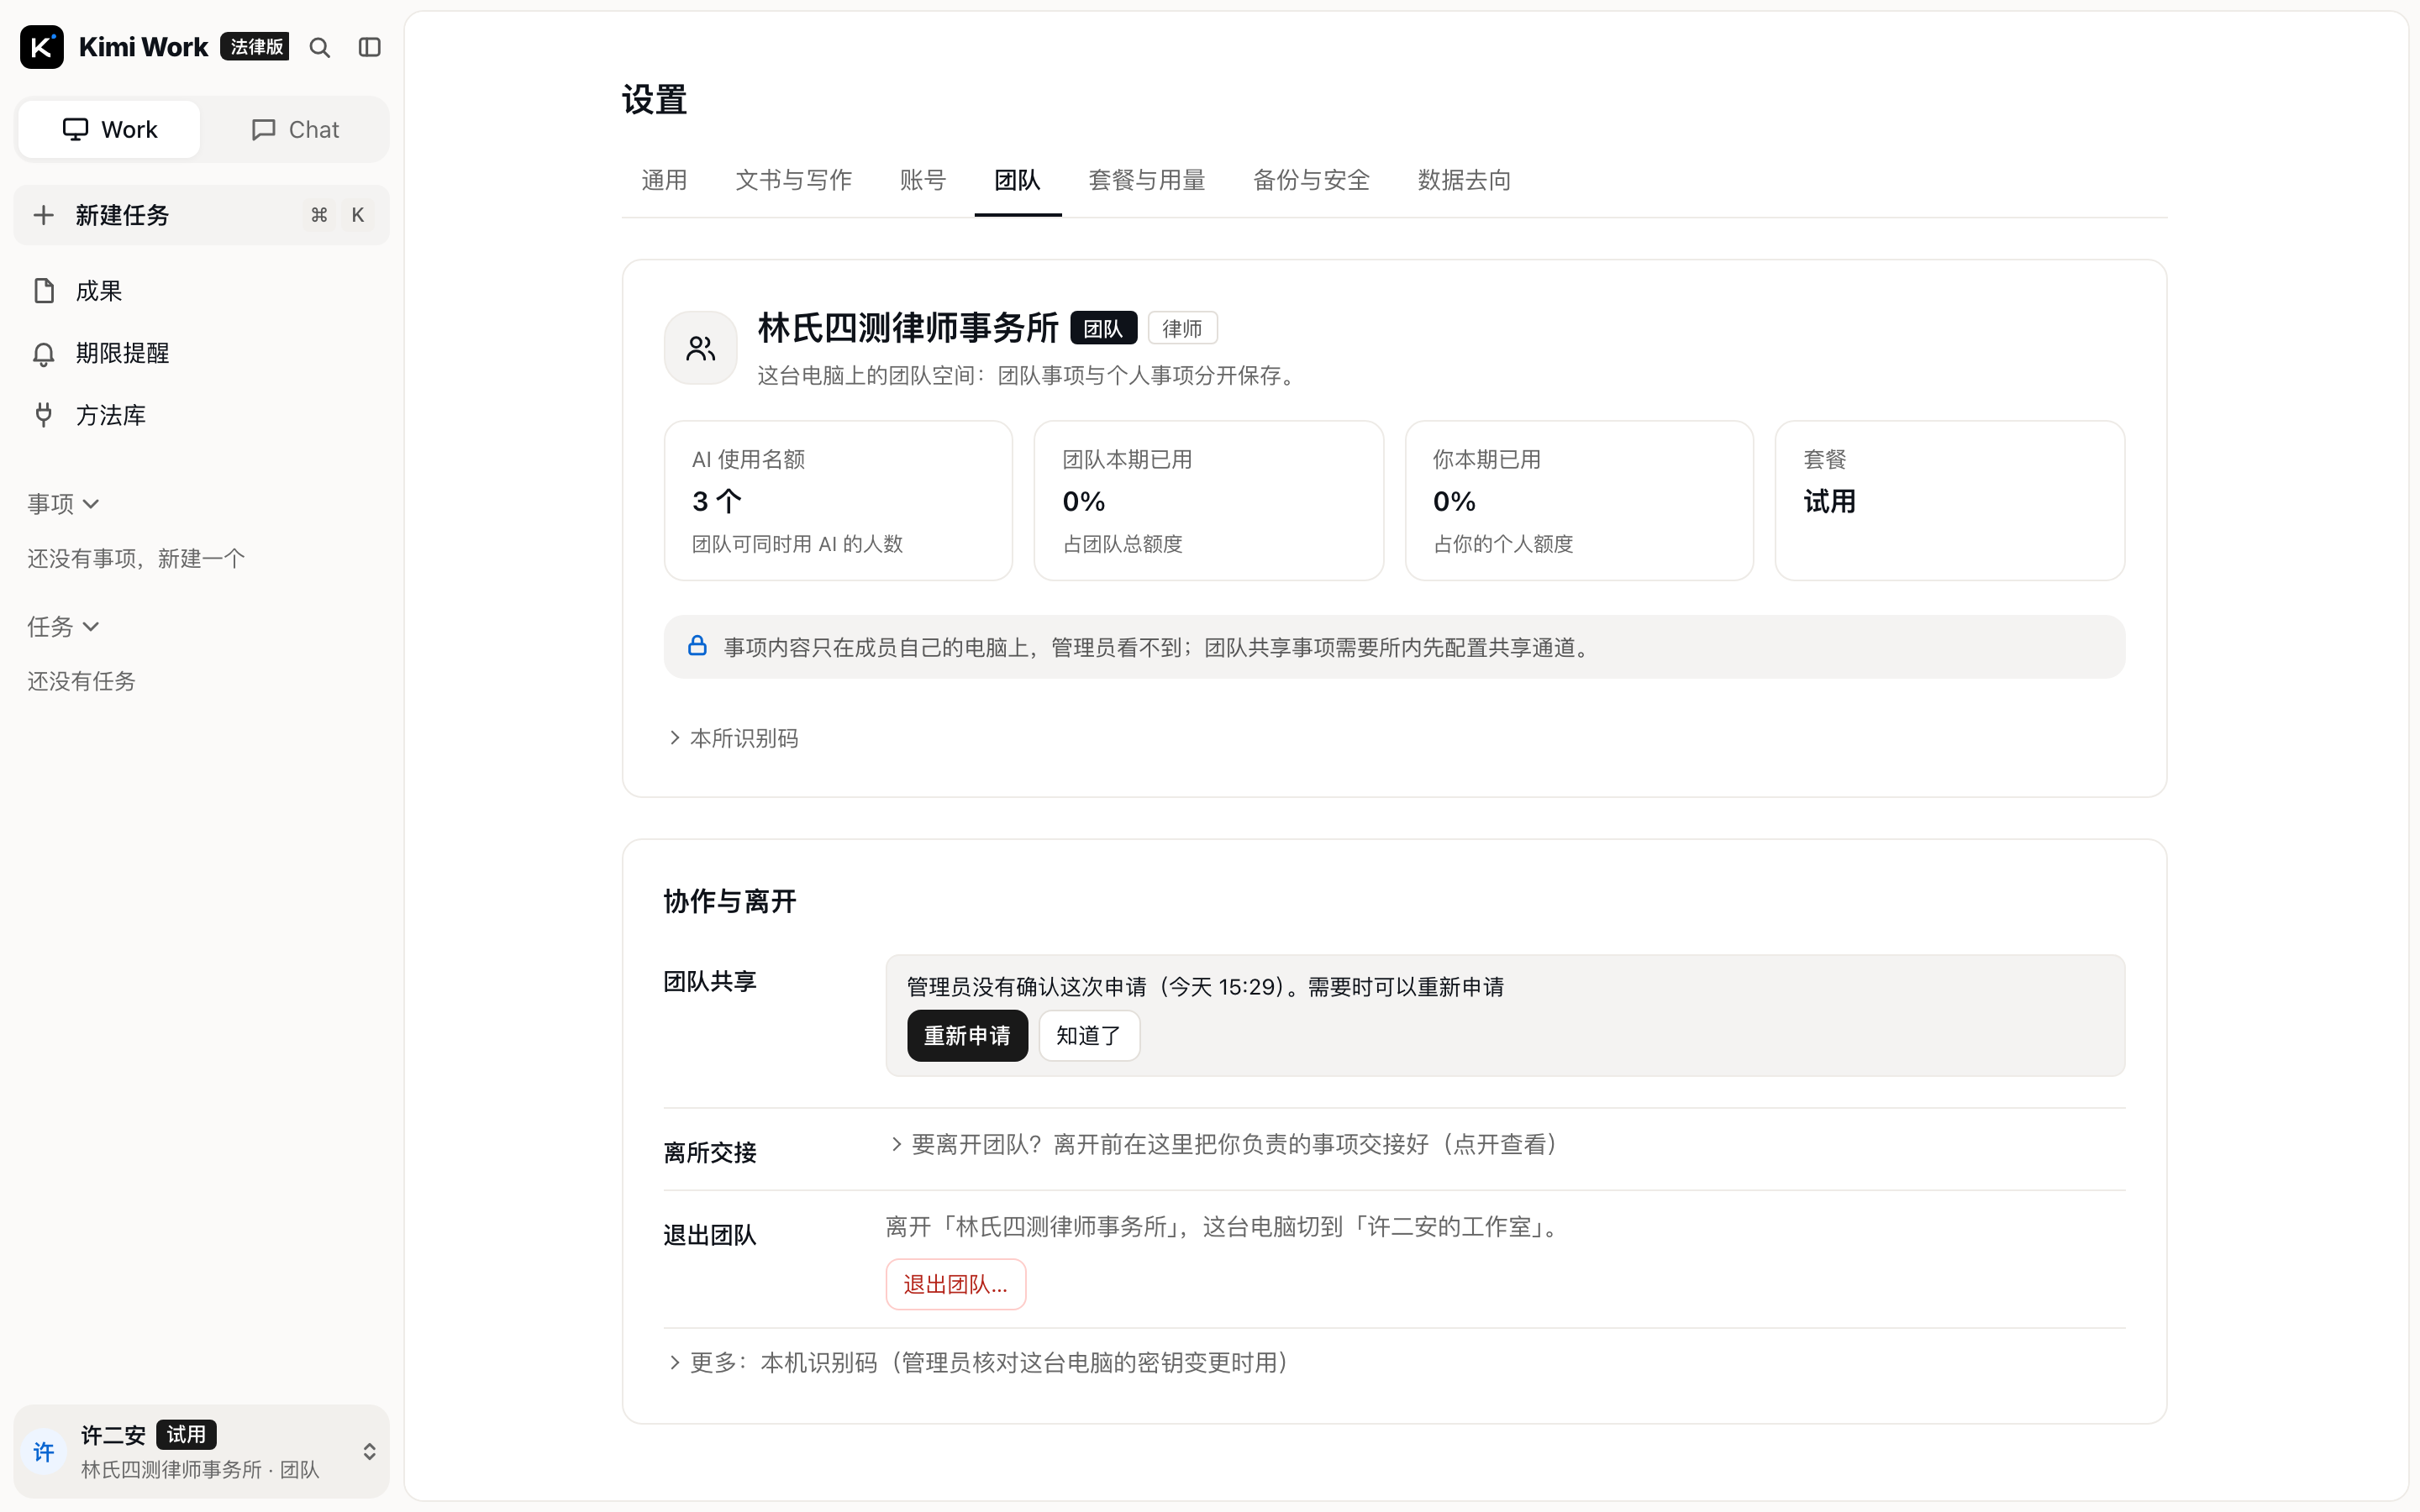 Kimi Work 法律版
Work
Chat
新建任务 ⌘ K
成果
期限提醒
方法库
事项
还没有事项，新建一个
任务
还没有任务
许 许二安 试用
林氏四测律师事务所 · 团队
设置
通用 文书与写作 账号 团队 套餐与用量 备份与安全 数据去向
林氏四测律师事务所 团队 律师
这台电脑上的团队空间：团队事项与个人事项分开保存。
AI 使用名额
3 个
团队可同时用 AI 的人数
团队本期已用
0%
占团队总额度
你本期已用
0%
占你的个人额度
套餐
试用
事项内容只在成员自己的电脑上，管理员看不到；团队共享事项需要所内先配置共享通道。
本所识别码
协作与离开
团队共享
管理员没有确认这次申请（今天 15:29）。需要时可以重新申请
重新申请 知道了
离所交接
要离开团队？离开前在这里把你负责的事项交接好（点开查看）
退出团队
离开「林氏四测律师事务所」，这台电脑切到「许二安的工作室」。
退出团队...
更多：本机识别码（管理员核对这台电脑的密钥变更时用）